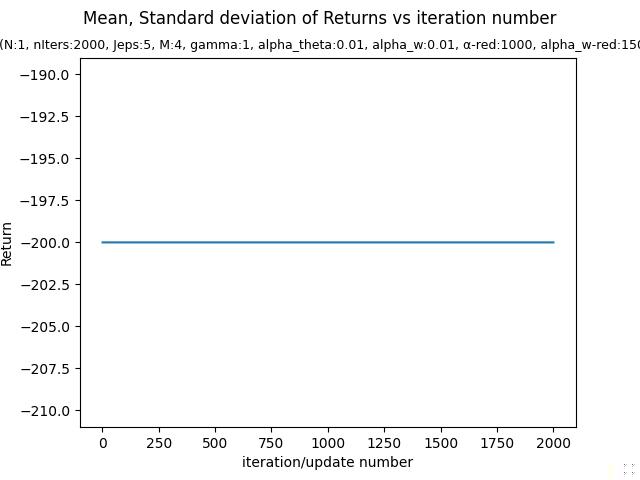 Mean, Standard deviation of Returns vs iteration number
(N:1, nIters:2000, Jeps:5, M:4, gamma:1, alpha_theta:0.01, alpha_w:0.01, α-red:1000, alpha_w-red:150
−190.0
−192.5
−195.0
−197.5
−200.0
−202.5
−205.0
−207.5
−210.0
Return
0 250 500 750 1000 1250 1500 1750 2000
iteration/update number